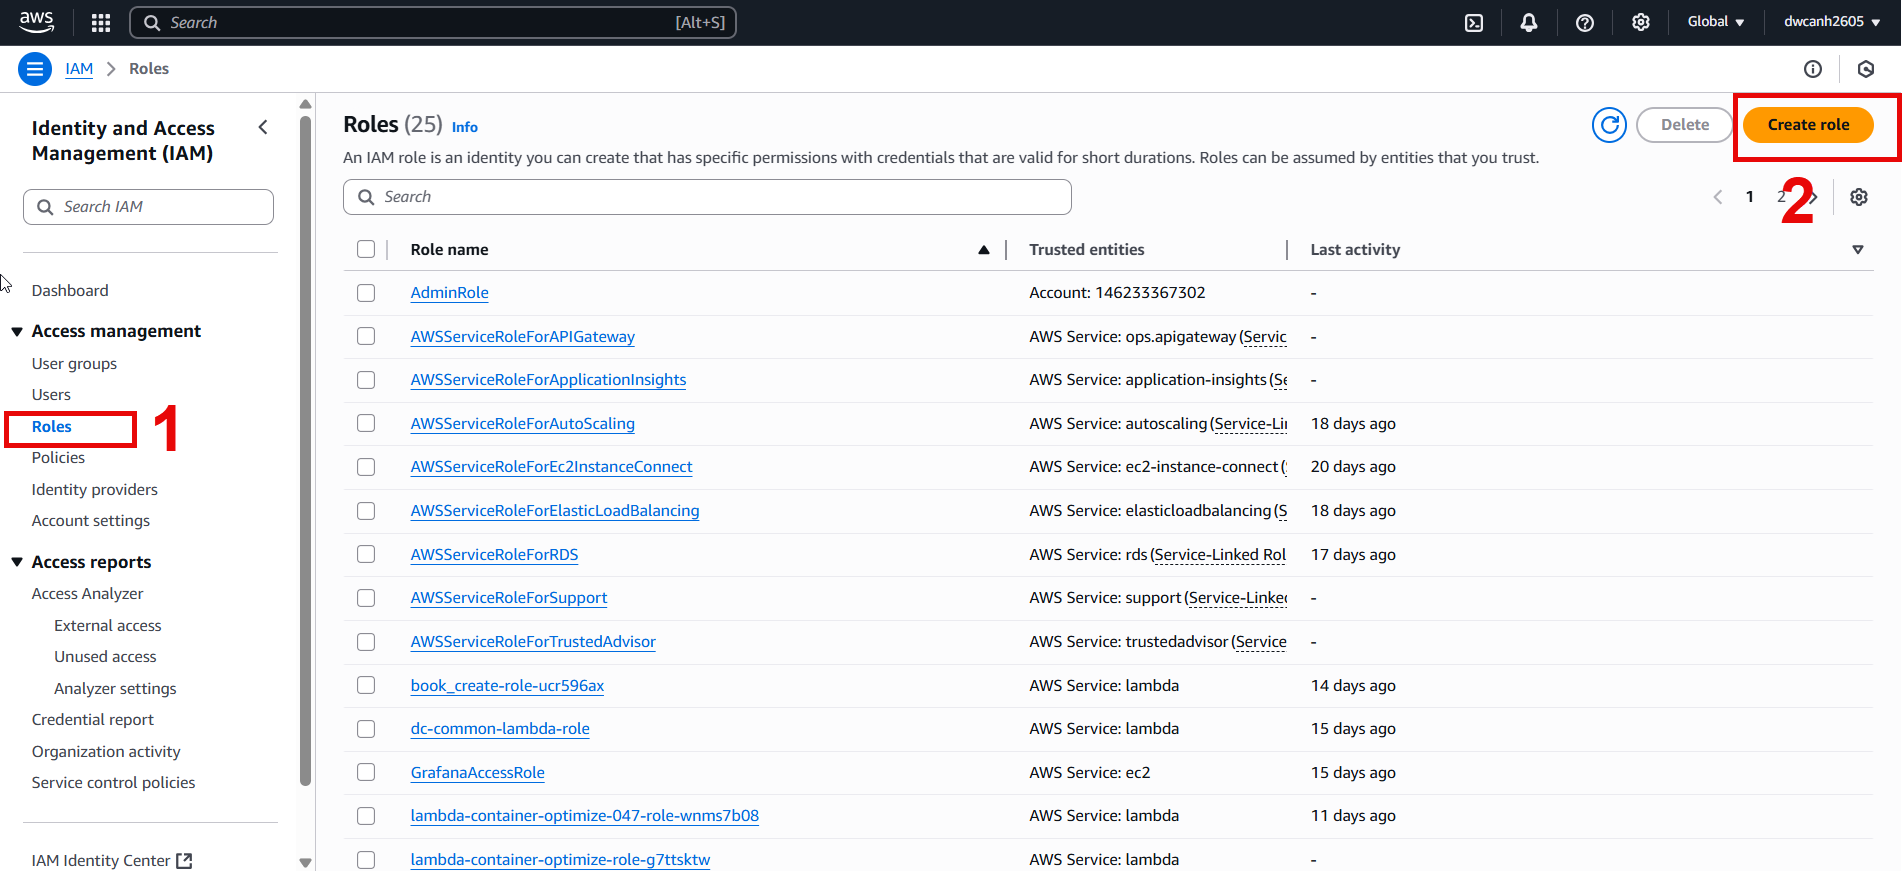 aws
Search [Alt+S]
Global
dwcanh2605
IAM > Roles
Identity and Access
Management (IAM)
Search IAM
Dashboard
Access management
User groups
Users
Roles
1
Policies
Identity providers
Account settings
Access reports
Access Analyzer
External access
Unused access
Analyzer settings
Credential report
Organization activity
Service control policies
IAM Identity Center
Roles (25) Info
Delete
Create role
An IAM role is an identity you can create that has specific permissions with credentials that are valid for short durations. Roles can be assumed by entities that you trust.
Search
1 2
2
Role name Trusted entities Last activity
AdminRole Account: 146233367302 -
AWSServiceRoleForAPIGateway AWS Service: ops.apigateway (Servic -
AWSServiceRoleForApplicationInsights AWS Service: application-insights (Se -
AWSServiceRoleForAutoScaling AWS Service: autoscaling (Service-Li 18 days ago
AWSServiceRoleForEc2InstanceConnect AWS Service: ec2-instance-connect ( 20 days ago
AWSServiceRoleForElasticLoadBalancing AWS Service: elasticloadbalancing (S 18 days ago
AWSServiceRoleForRDS AWS Service: rds (Service-Linked Rol 17 days ago
AWSServiceRoleForSupport AWS Service: support (Service-Linked -
AWSServiceRoleForTrustedAdvisor AWS Service: trustedadvisor (Service -
book_create-role-ucr596ax AWS Service: lambda 14 days ago
dc-common-lambda-role AWS Service: lambda 15 days ago
GrafanaAccessRole AWS Service: ec2 15 days ago
lambda-container-optimize-047-role-wnms7b08 AWS Service: lambda 11 days ago
lambda-container-optimize-role-g7ttsktw AWS Service: lambda -